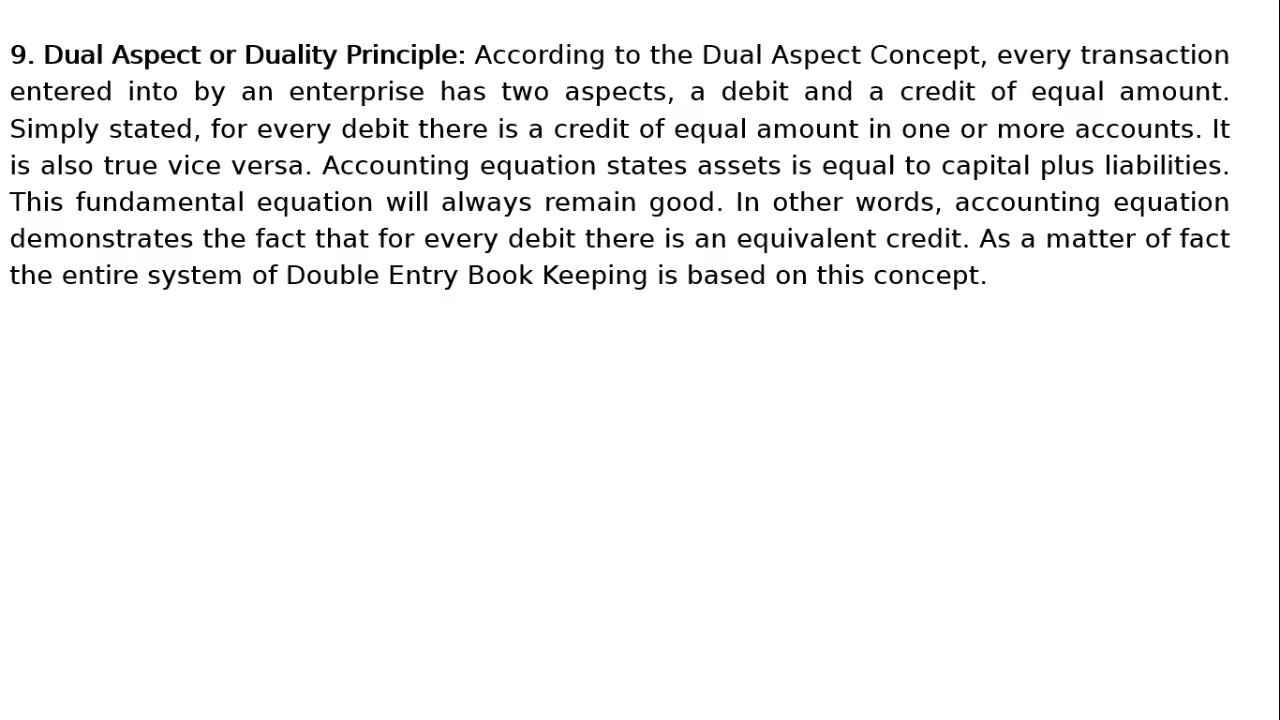 9. Dual Aspect or Duality Principle: According to the Dual Aspect Concept, every transaction
entered into by an enterprise has two aspects, a debit and a credit of equal amount.
Simply stated, for every debit there is a credit of equal amount in one or more accounts. It
is also true vice versa. Accounting equation states assets is equal to capital plus liabilities.
This fundamental equation will always remain good. In other words, accounting equation
demonstrates the fact that for every debit there is an equivalent credit. As a matter of fact
the entire system of Double Entry Book Keeping is based on this concept.